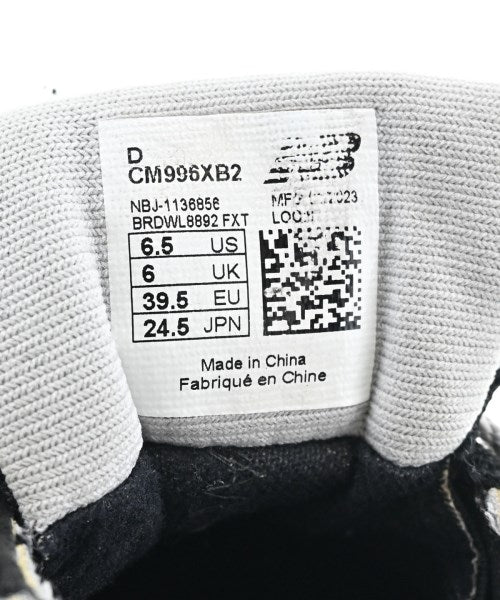 D
CM996XB2
NBJ-1136856
BRDWL8892 FXT
6.5 US
6 UK
39.5 EU
24.5 JPN
Made in China
Fabriqué en Chine